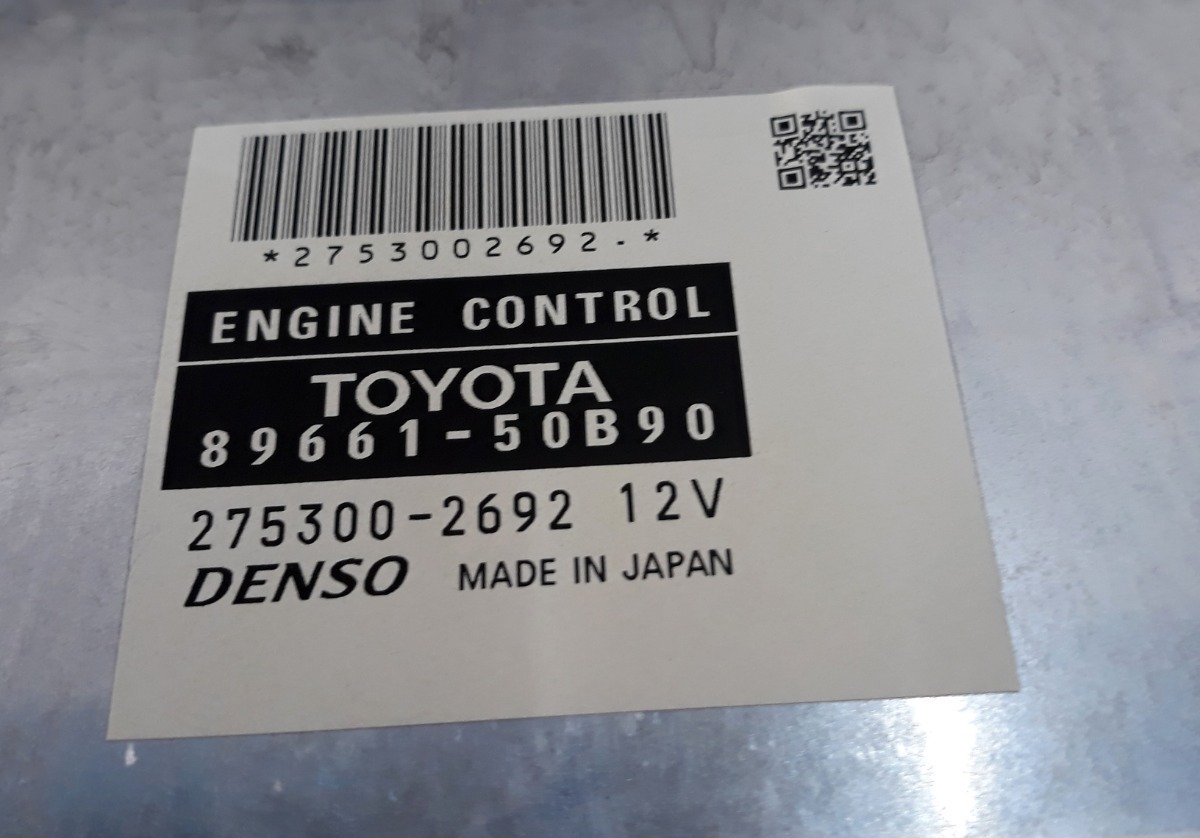 *2753002692-*
ENGINE CONTROL
TOYOTA
89661-50B90
275300-2692 12V
DENSO MADE IN JAPAN